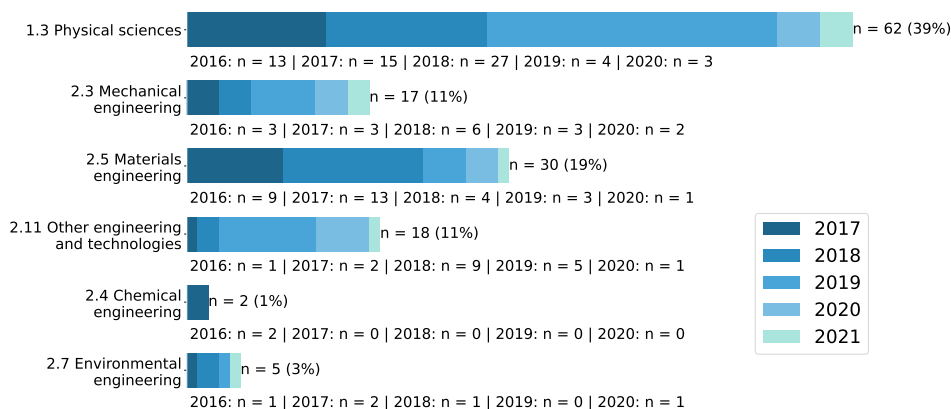 1.3 Physical sciences
n = 62 (39%)
2016: n = 13 | 2017: n = 15 | 2018: n = 27 | 2019: n = 4 | 2020: n = 3
2.3 Mechanical
engineering
n = 17 (11%)
2016: n = 3 | 2017: n = 3 | 2018: n = 6 | 2019: n = 3 | 2020: n = 2
2.5 Materials
engineering
n = 30 (19%)
2016: n = 9 | 2017: n = 13 | 2018: n = 4 | 2019: n = 3 | 2020: n = 1
2.11 Other engineering
and technologies
n = 18 (11%)
2016: n = 1 | 2017: n = 2 | 2018: n = 9 | 2019: n = 5 | 2020: n = 1
2.4 Chemical
engineering
n = 2 (1%)
2016: n = 2 | 2017: n = 0 | 2018: n = 0 | 2019: n = 0 | 2020: n = 0
2.7 Environmental
engineering
n = 5 (3%)
2016: n = 1 | 2017: n = 2 | 2018: n = 1 | 2019: n = 0 | 2020: n = 1
2017
2018
2019
2020
2021